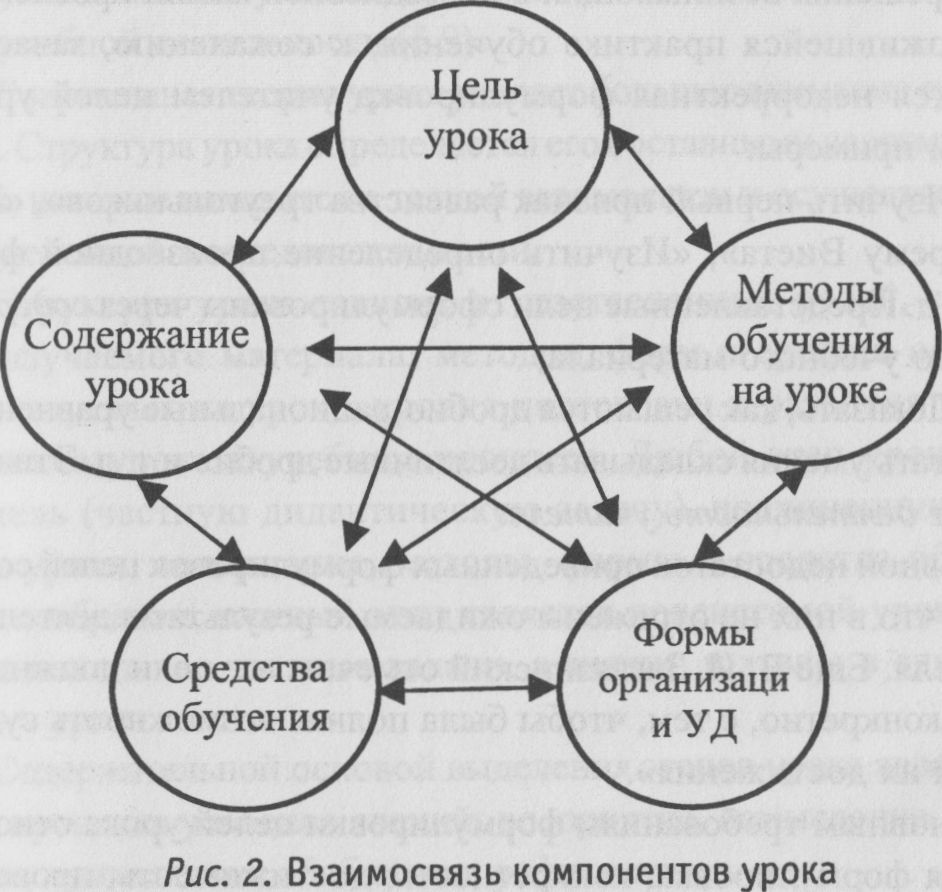 Цель
урока
Содержание
урока
Методы
обучения
на уроке
Средства
обучения
Формы
организаци
и УД
Рис. 2. Взаимосвязь компонентов урока